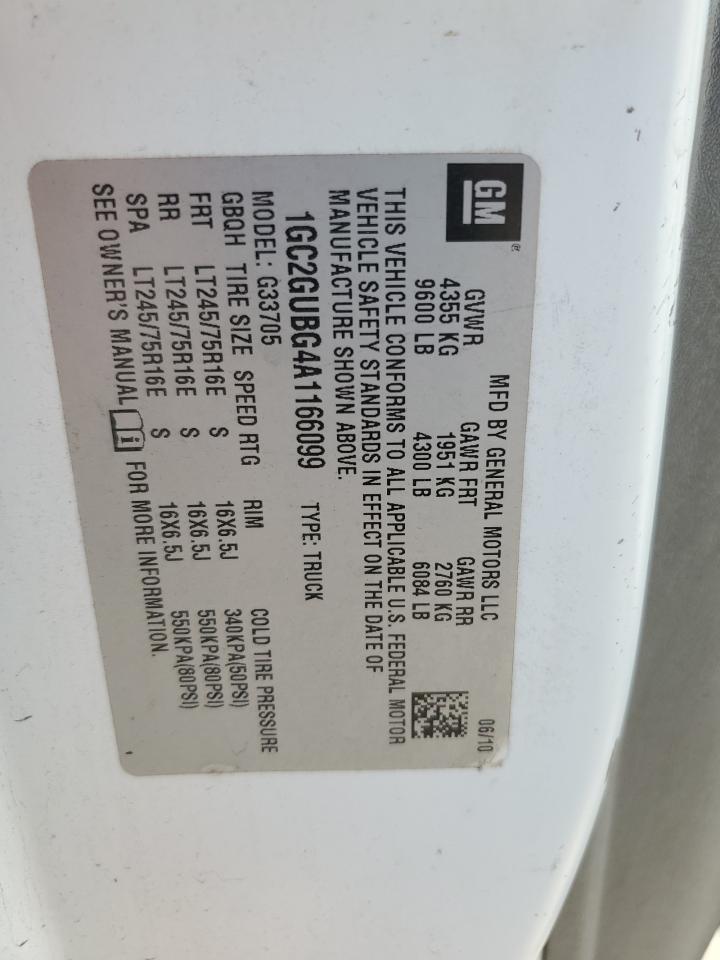 GM®
MFD BY GENERAL MOTORS LLC 06/10
GVWR GAWR FRT GAWR RR
4355 KG 1951 KG 2760 KG
9600 LB 4300 LB 6084 LB
THIS VEHICLE CONFORMS TO ALL APPLICABLE U.S. FEDERAL MOTOR
VEHICLE SAFETY STANDARDS IN EFFECT ON THE DATE OF
MANUFACTURE SHOWN ABOVE.
1GC2GUBG4A1166099 TYPE: TRUCK
MODEL: G33705
GBQH TIRE SIZE SPEED RTG RIM COLD TIRE PRESSURE
FRT LT245/75R16E S 16X6.5J 340KPA(50PSI)
RR LT245/75R16E S 16X6.5J 550KPA(80PSI)
SPA LT245/75R16E S 16X6.5J 550KPA(80PSI)
SEE OWNER'S MANUAL i FOR MORE INFORMATION.